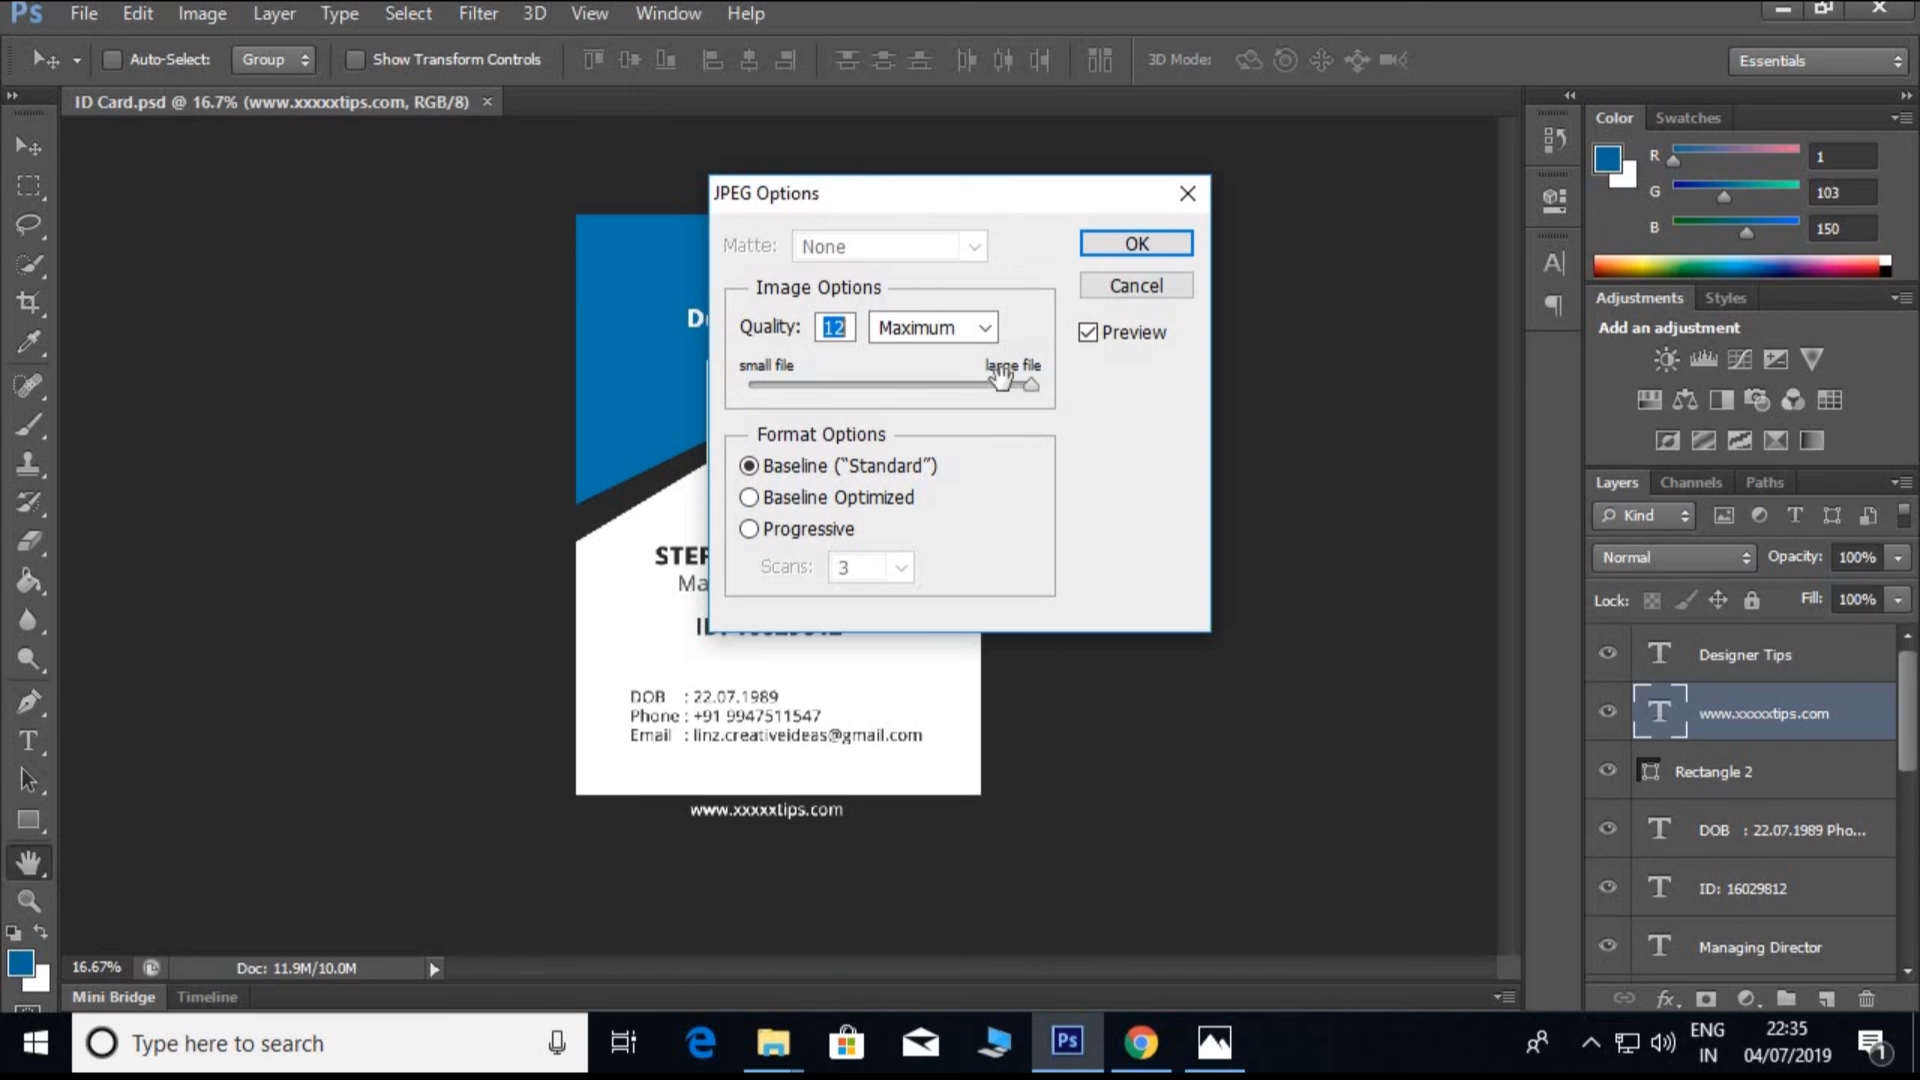 Ps File Edit Image Layer Type Select Filter 3D View Window Help
Auto-Select: Group Show Transform Controls 3D Mode: Essentials
ID Card.psd @ 16.7% (www.xxxxxtips.com, RGB/8)
Color Swatches
R 1
G 103
B 150
Adjustments Styles
Add an adjustment
Layers Channels Paths
Kind
Normal Opacity: 100%
Lock: Fill: 100%
Designer Tips
www.xxxxxtips.com
Rectangle 2
DOB : 22.07.1989 Pho...
ID: 16029812
Managing Director
JPEG Options
Matte: None
OK
Cancel
Preview
Image Options
Quality: 12 Maximum
small file large file
Format Options
Baseline (“Standard”)
Baseline Optimized
Progressive
Scans: 3
DOB : 22.07.1989
Phone : +91 9947511547
Email : linz.creativeideas@gmail.com
www.xxxxxtips.com
16.67% Doc: 11.9M/10.0M
Mini Bridge Timeline
Type here to search
Ps
ENG
IN
22:35
04/07/2019
1